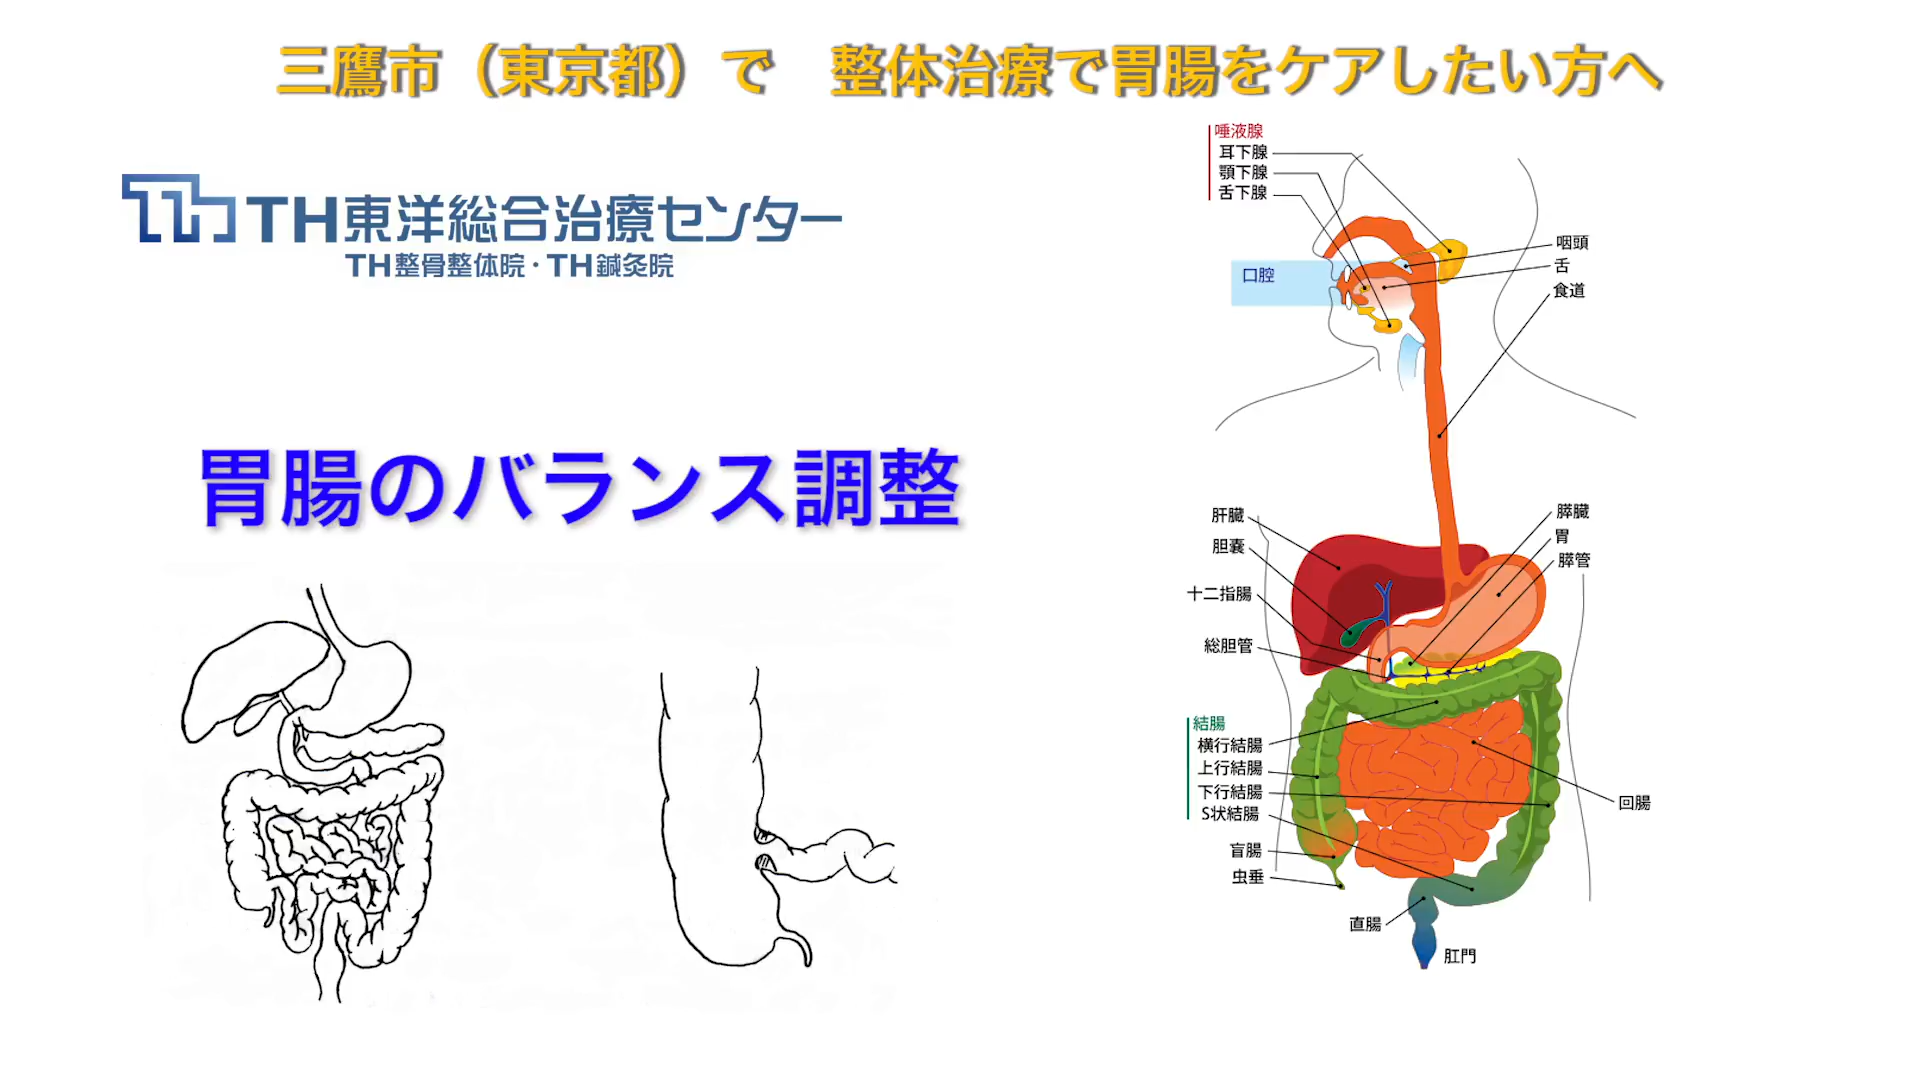 三鷹市（東京都）で　整体治療で胃腸をケアしたい方へ
TH東洋総合治療センター
TH整骨整体院・TH鍼灸院
胃腸のバランス調整
唾液腺
耳下腺
顎下腺
舌下腺
口腔
咽頭
舌
食道
肝臓
胆嚢
十二指腸
総胆管
膵臓
胃
膵管
結腸
横行結腸
上行結腸
下行結腸
S状結腸
盲腸
虫垂
直腸
肛門
回腸